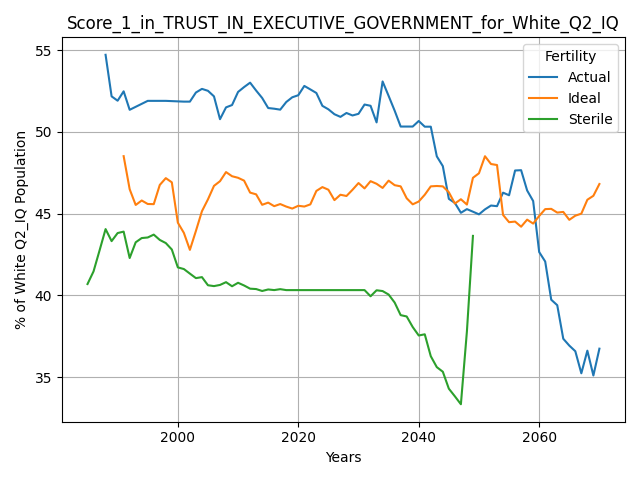 Score_1_in_TRUST_IN_EXECUTIVE_GOVERNMENT_for_White_Q2_IQ
Fertility
Actual
Ideal
Sterile
% of White Q2_IQ Population
55
50
45
40
35
2000
2020
2040
2060
Years